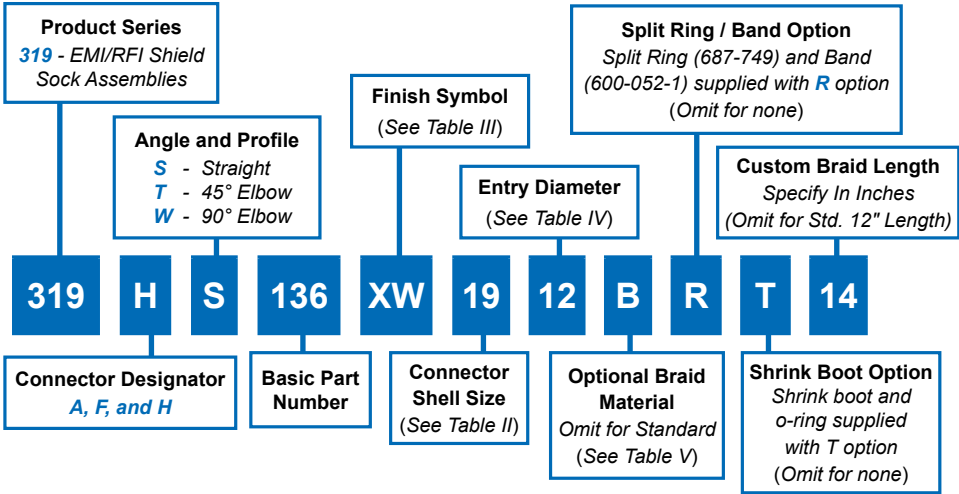 Product Series
319 - EMI/RFI Shield
Sock Assemblies
Angle and Profile
S - Straight
T - 45° Elbow
W - 90° Elbow
Finish Symbol
(See Table III)
Entry Diameter
(See Table IV)
Split Ring / Band Option
Split Ring (687-749) and Band
(600-052-1) supplied with R option
(Omit for none)
Custom Braid Length
Specify In Inches
(Omit for Std. 12" Length)
319 H S 136 XW 19 12 B R T 14
Connector Designator
A, F, and H
Basic Part
Number
Connector
Shell Size
(See Table II)
Optional Braid
Material
Omit for Standard
(See Table V)
Shrink Boot Option
Shrink boot and
o-ring supplied
with T option
(Omit for none)